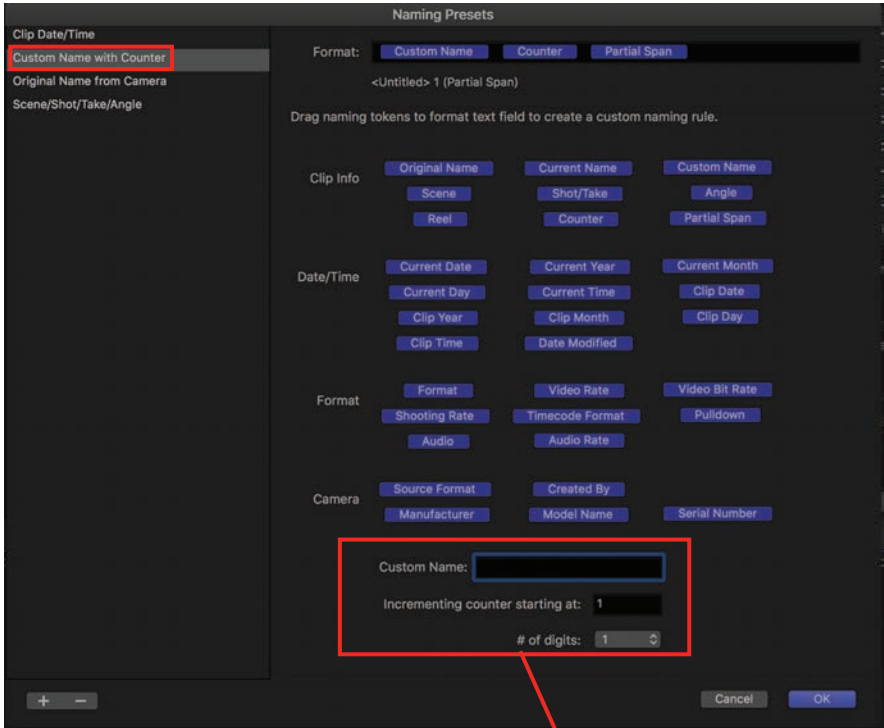 Naming Presets
Clip Date/Time
Custom Name with Counter
Original Name from Camera
Scene/Shot/Take/Angle
Format: Custom Name Counter Partial Span
<Untitled> 1 (Partial Span)
Drag naming tokens to format text field to create a custom naming rule.
Clip Info
Original Name Current Name Custom Name
Scene Shot/Take Angle
Reel Counter Partial Span
Date/Time
Current Date Current Year Current Month
Current Day Current Time Clip Date
Clip Year Clip Month Clip Day
Clip Time Date Modified
Format
Format Video Rate Video Bit Rate
Shooting Rate Timecode Format Pulldown
Audio Audio Rate
Camera
Source Format Created By
Manufacturer Model Name Serial Number
Custom Name:
Incrementing counter starting at: 1
# of digits: 1
+ −
Cancel OK